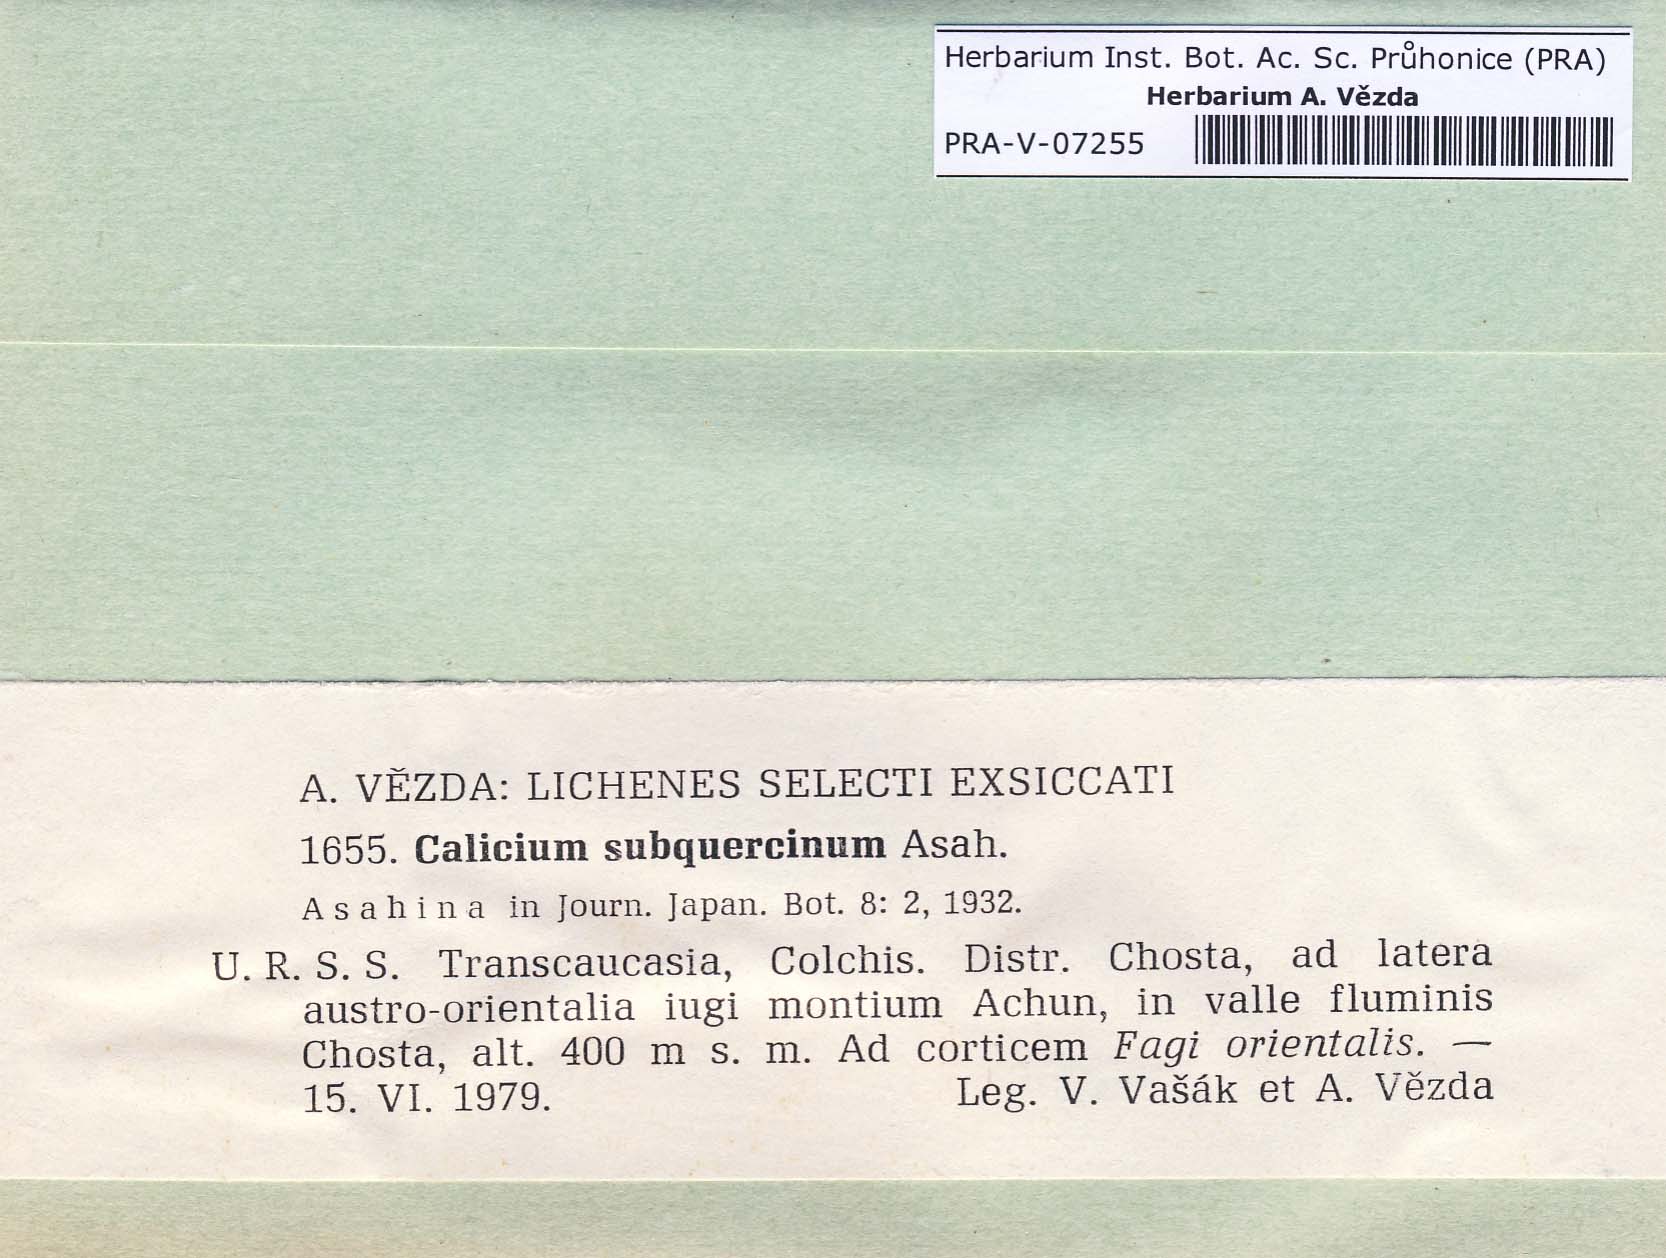 Herbarium Inst. Bot. Ac. Sc. Průhonice (PRA)
Herbarium A. Vězda
PRA-V-07255
A. VĚZDA: LICHENES SELECTI EXSICCATI
1655. Calicium subquercinum Asah.
Asahina in Journ. Japan. Bot. 8: 2, 1932.
U. R. S. S. Transcaucasia, Colchis. Distr. Chosta, ad latera
austro-orientalia iugi montium Achun, in valle fluminis
Chosta, alt. 400 m s. m. Ad corticem Fagi orientalis. —
15. VI. 1979. Leg. V. Vašák et A. Vězda